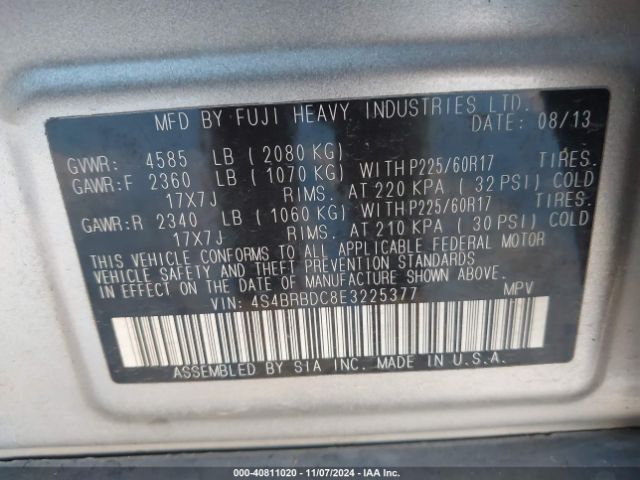 MFD BY FUJI HEAVY INDUSTRIES LTD.
DATE: 08/13
GVWR: 4585 LB (2080 KG)
GAWR:F 2360 LB (1070 KG) WITH P225/60R17 TIRES.
17X7J RIMS. AT 220 KPA (32 PSI) COLD
GAWR:R 2340 LB (1060 KG) WITH P225/60R17 TIRES.
17X7J RIMS. AT 210 KPA (30 PSI) COLD
THIS VEHICLE CONFORMS TO ALL APPLICABLE FEDERAL MOTOR
VEHICLE SAFETY AND THEFT PREVENTION STANDARDS
IN EFFECT ON THE DATE OF MANUFACTURE SHOWN ABOVE.
VIN: 4S4BRBDC8E3225377 MPV
ASSEMBLED BY SIA INC. MADE IN U.S.A.
000-40811020 - 11/07/2024 - IAA Inc.